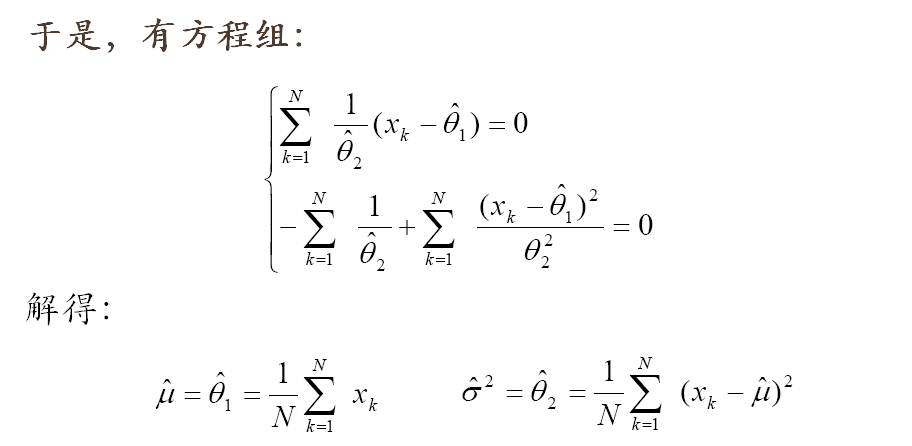 于是，有方程组：
$\begin{cases} \sum_{k=1}^{N} \frac{1}{\hat{\theta}_2}(x_k - \hat{\theta}_1) = 0 \\ -\sum_{k=1}^{N} \frac{1}{\hat{\theta}_2} + \sum_{k=1}^{N} \frac{(x_k - \hat{\theta}_1)^2}{\theta_2^2} = 0 \end{cases}$
解得：
$\hat{\mu} = \hat{\theta}_1 = \frac{1}{N}\sum_{k=1}^{N} x_k \quad \hat{\sigma}^2 = \hat{\theta}_2 = \frac{1}{N}\sum_{k=1}^{N} (x_k - \hat{\mu})^2$